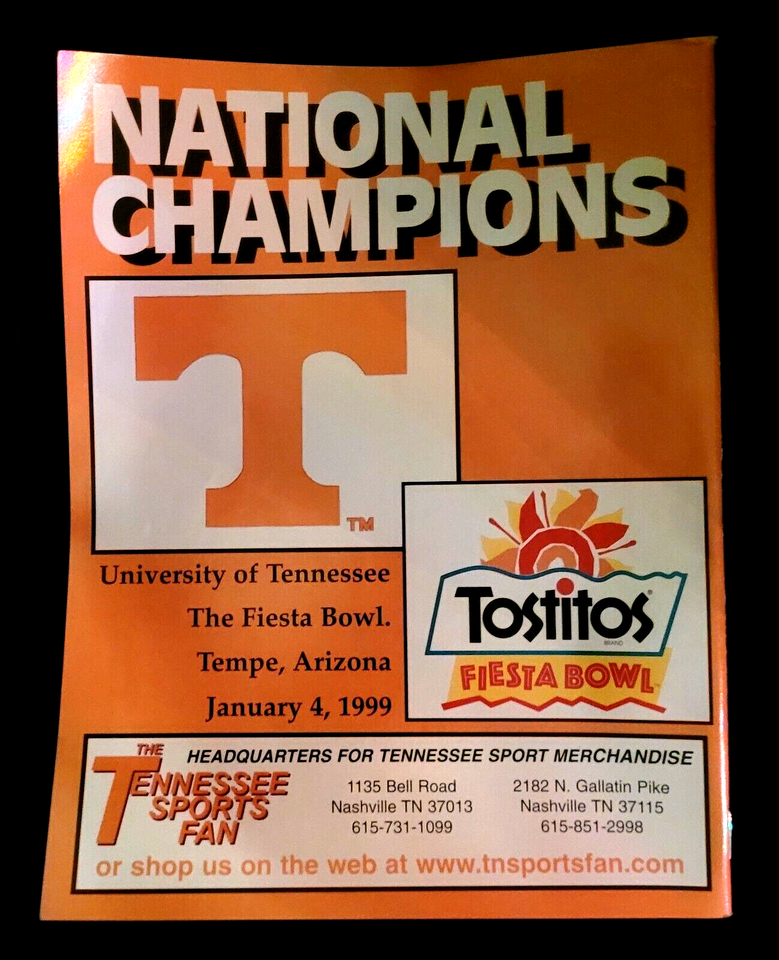 NATIONAL
CHAMPIONS
T
TM
University of Tennessee
The Fiesta Bowl.
Tempe, Arizona
January 4, 1999
Tostitos®
BRAND
FIESTA BOWL
THE
TENNESSEE
SPORTS
FAN
HEADQUARTERS FOR TENNESSEE SPORT MERCHANDISE
1135 Bell Road
Nashville TN 37013
615-731-1099
2182 N. Gallatin Pike
Nashville TN 37115
615-851-2998
or shop us on the web at www.tnsportsfan.com